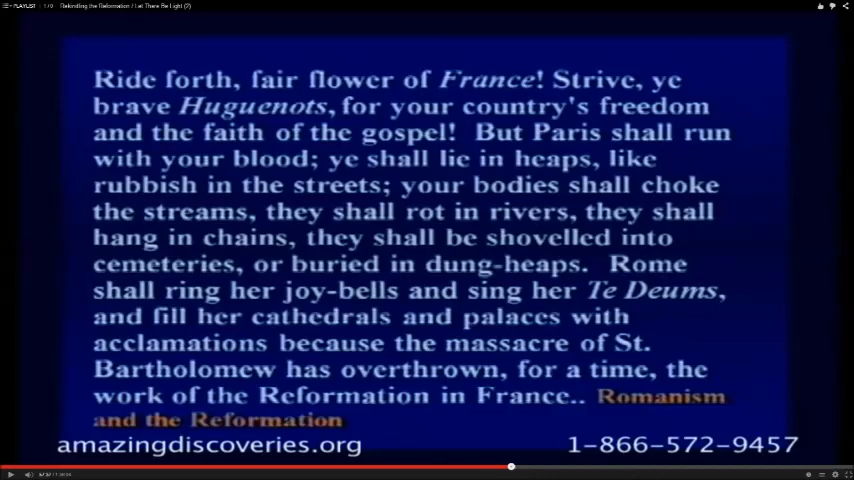 PLAYLIST
Rekindling the Reformation / Let There Be Light (2)
Ride forth, fair flower of France! Strive, ye
brave Huguenots, for your country's freedom
and the faith of the gospel! But Paris shall run
with your blood; ye shall lie in heaps, like
rubbish in the streets; your bodies shall choke
the streams, they shall rot in rivers, they shall
hang in chains, they shall be shovelled into
cemeteries, or buried in dung-heaps. Rome
shall ring her joy-bells and sing her Te Deums,
and fill her cathedrals and palaces with
acclamations because the massacre of St.
Bartholomew has overthrown, for a time, the
work of the Reformation in France.. Romanism
and the Reformation
amazingdiscoveries.org 1-866-572-9457